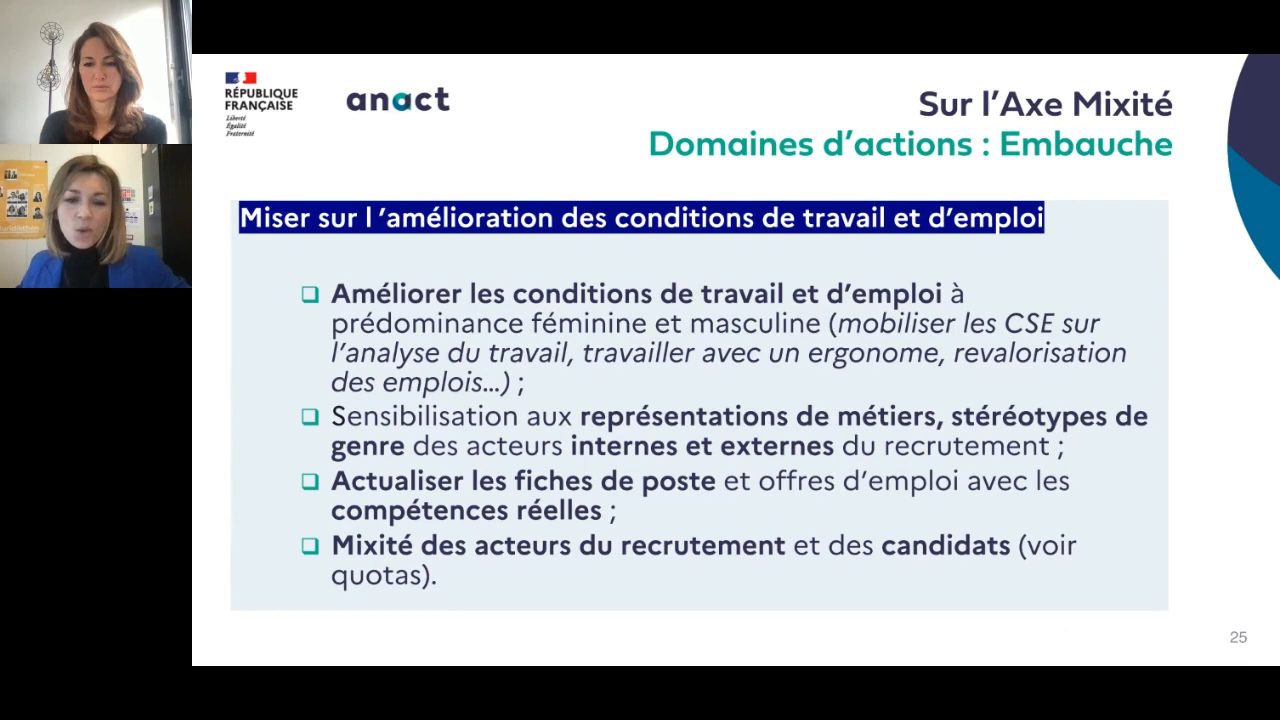 RÉPUBLIQUE
FRANÇAISE
Liberté
Égalité
Fraternité
anact
Sur l’Axe Mixité
Domaines d’actions : Embauche
Miser sur l ’amélioration des conditions de travail et d’emploi
Améliorer les conditions de travail et d’emploi à
prédominance féminine et masculine (mobiliser les CSE sur
l’analyse du travail, travailler avec un ergonome, revalorisation
des emplois…) ;
Sensibilisation aux représentations de métiers, stéréotypes de
genre des acteurs internes et externes du recrutement ;
Actualiser les fiches de poste et offres d’emploi avec les
compétences réelles ;
Mixité des acteurs du recrutement et des candidats (voir
quotas).
25